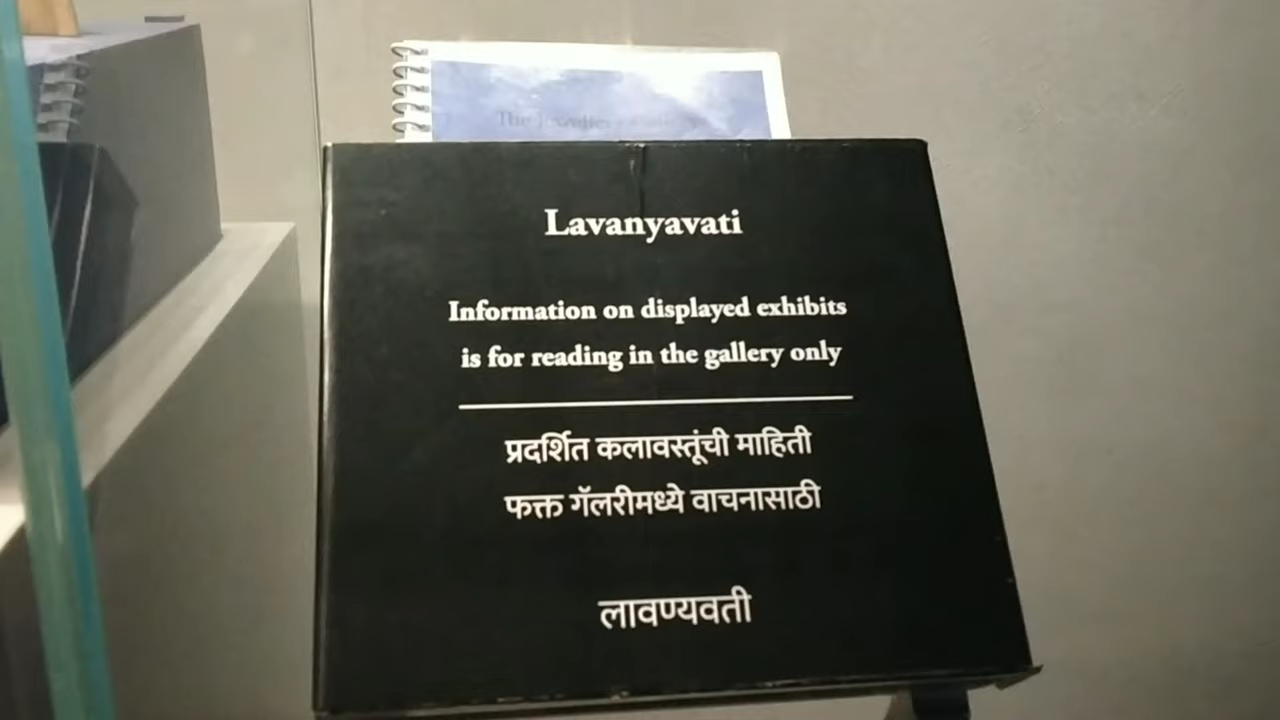 The
Lavanyavati
Information on displayed exhibits
is for reading in the gallery only
प्रदर्शित कलावस्तूंची माहिती
फक्त गॅलरीमध्ये वाचनासाठी
लावण्यवती